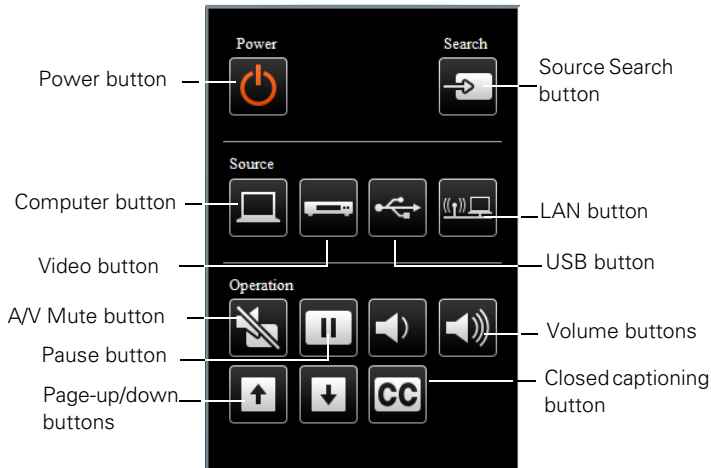 Power
Search
Power button
Source Search
button
Source
Computer button
LAN button
Video button
USB button
Operation
A/V Mute button
Volume buttons
Pause button
Page-up/down
buttons
CC
Closed captioning
button